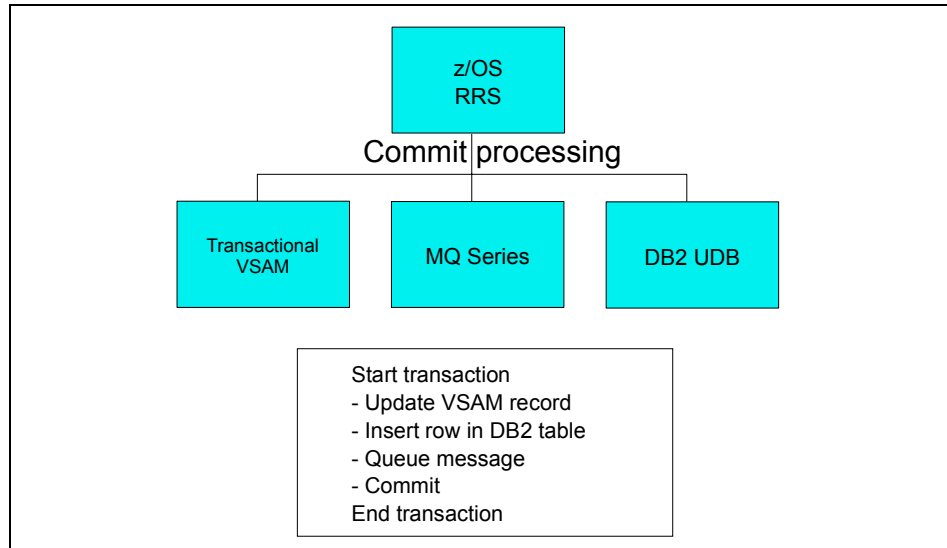 z/OS
RRS
Commit processing
Transactional
VSAM
MQ Series
DB2 UDB
Start transaction
- Update VSAM record
- Insert row in DB2 table
- Queue message
- Commit
End transaction